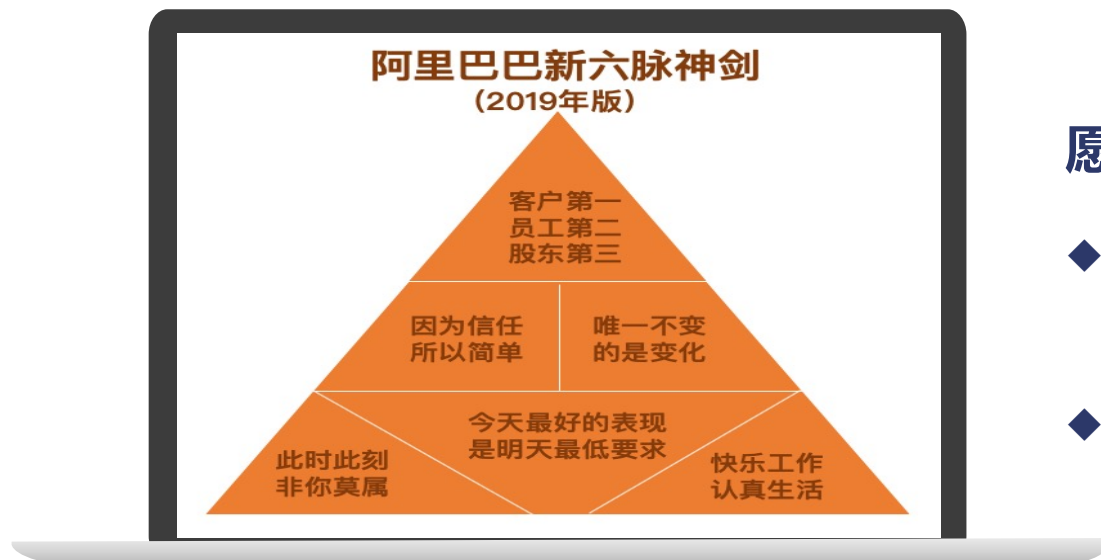 阿里巴巴新六脉神剑
（2019年版）
客户第一
员工第二
股东第三
因为信任
所以简单
唯一不变
的是变化
今天最好的表现
是明天最低要求
此时此刻
非你莫属
快乐工作
认真生活
愿